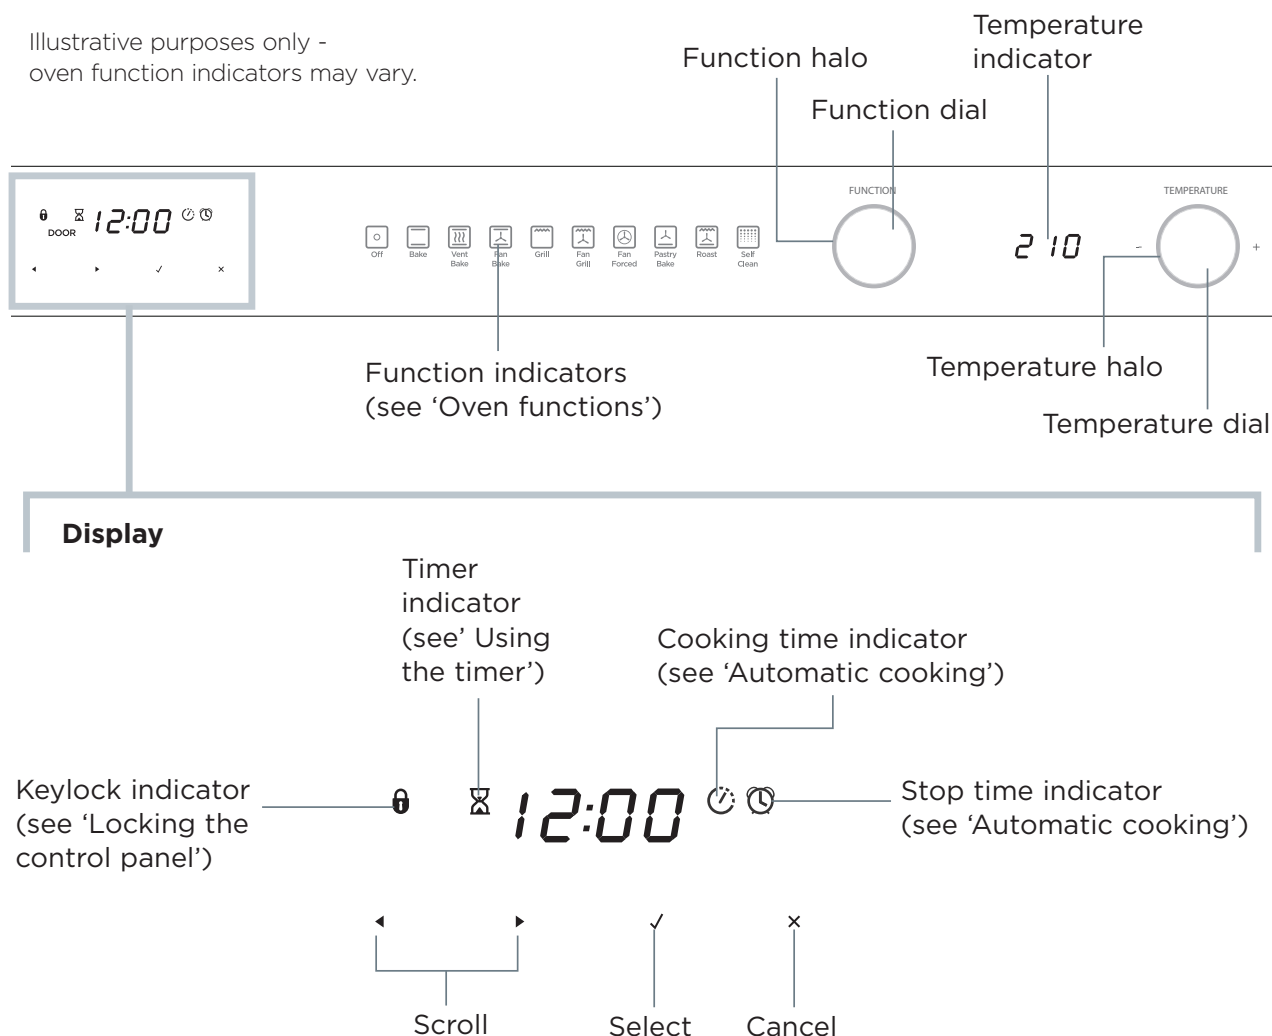 Illustrative purposes only -
oven function indicators may vary.
Function halo
Function dial
Temperature
indicator
DOOR
12:00
Off
Bake
Vent
Bake
Fan
Bake
Grill
Fan
Grill
Fan
Forced
Pastry
Bake
Roast
Self
Clean
FUNCTION
210
TEMPERATURE
- +
Function indicators
(see ‘Oven functions’)
Temperature halo
Temperature dial
Display
Timer
indicator
(see’ Using
the timer’)
Cooking time indicator
(see ‘Automatic cooking’)
Keylock indicator
(see ‘Locking the
control panel’)
12:00
Stop time indicator
(see ‘Automatic cooking’)
Scroll
Select
Cancel